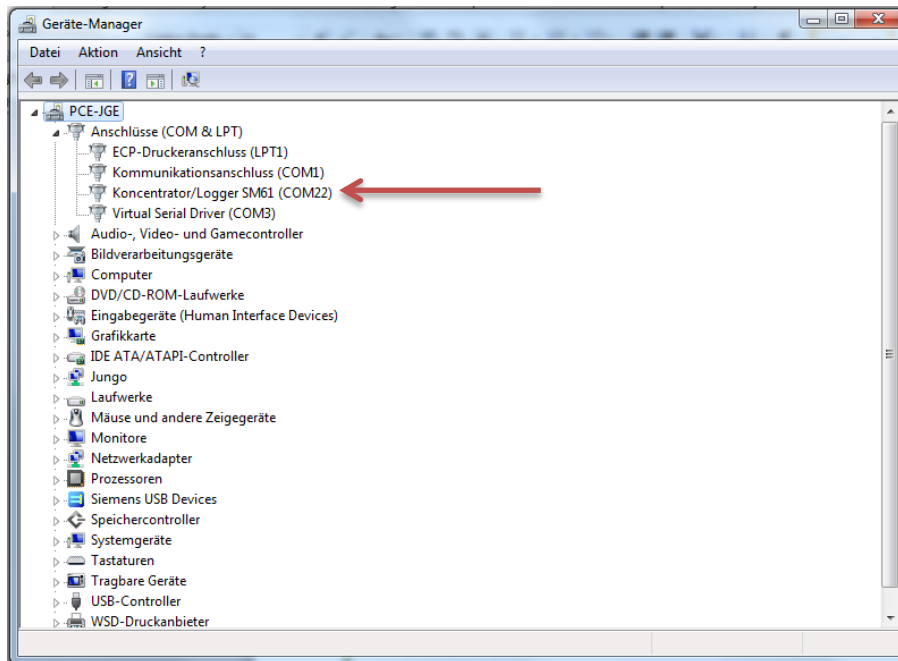 Geräte-Manager
Datei Aktion Ansicht ?
PCE-JGE
Anschlüsse (COM & LPT)
ECP-Druckeranschluss (LPT1)
Kommunikationsanschluss (COM1)
Koncentrator/Logger SM61 (COM22)
Virtual Serial Driver (COM3)
Audio-, Video- und Gamecontroller
Bildverarbeitungsgeräte
Computer
DVD/CD-ROM-Laufwerke
Eingabegeräte (Human Interface Devices)
Grafikkarte
IDE ATA/ATAPI-Controller
Jungo
Laufwerke
Mäuse und andere Zeigegeräte
Monitore
Netzwerkadapter
Prozessoren
Siemens USB Devices
Speichercontroller
Systemgeräte
Tastaturen
Tragbare Geräte
USB-Controller
WSD-Druckanbieter